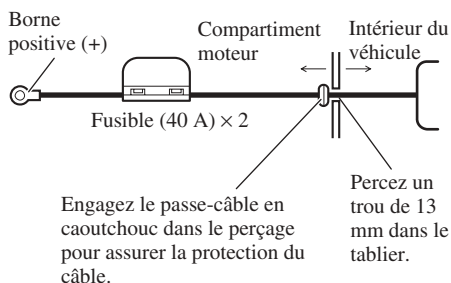 Borne
positive (+)
Compartiment
moteur
Intérieur du
véhicule
Fusible (40 A) × 2
Engagez le passe-câble en
caoutchouc dans le perçage
pour assurer la protection du
câble.
Percez un
trou de 13
mm dans le
tablier.